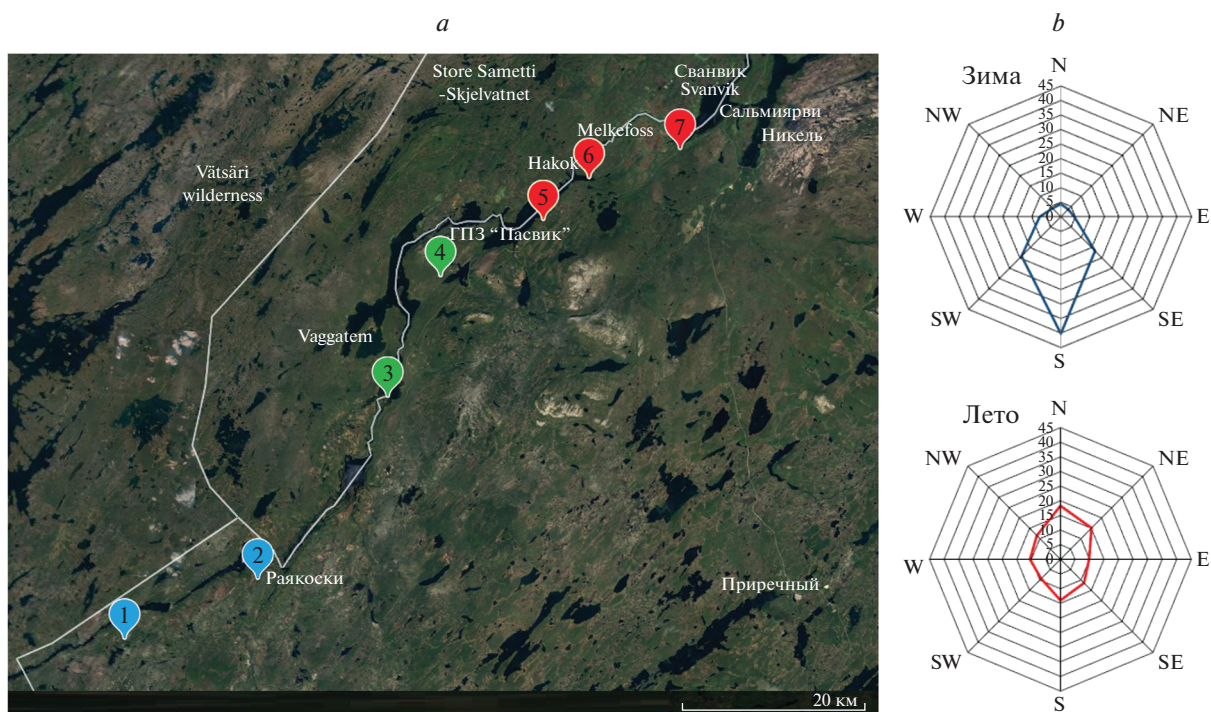 a
b
Store Sametti
-Skjelvatnet
Сванвик
Svanvik
Сальмиярви
Никель
Melkefoss
7
6
Hakok
5
Vätsäri
wilderness
ГПЗ “Пасвик”
4
Vaggatem
3
2
Раякоски
1
Приречный
20 км
Зима
N
NE
E
SE
S
SW
W
NW
45
40
35
30
25
20
15
10
5
0
Лето
N
NE
E
SE
S
SW
W
NW
45
40
35
30
25
20
15
10
5
0